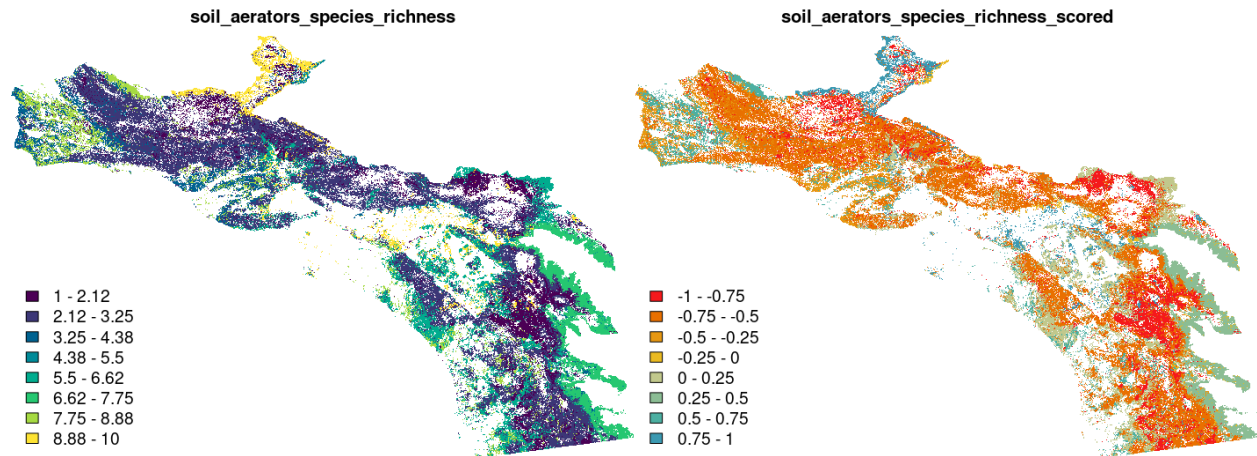 soil_aerators_species_richness
1 - 2.12
2.12 - 3.25
3.25 - 4.38
4.38 - 5.5
5.5 - 6.62
6.62 - 7.75
7.75 - 8.88
8.88 - 10
soil_aerators_species_richness_scored
-1 - -0.75
-0.75 - -0.5
-0.5 - -0.25
-0.25 - 0
0 - 0.25
0.25 - 0.5
0.5 - 0.75
0.75 - 1